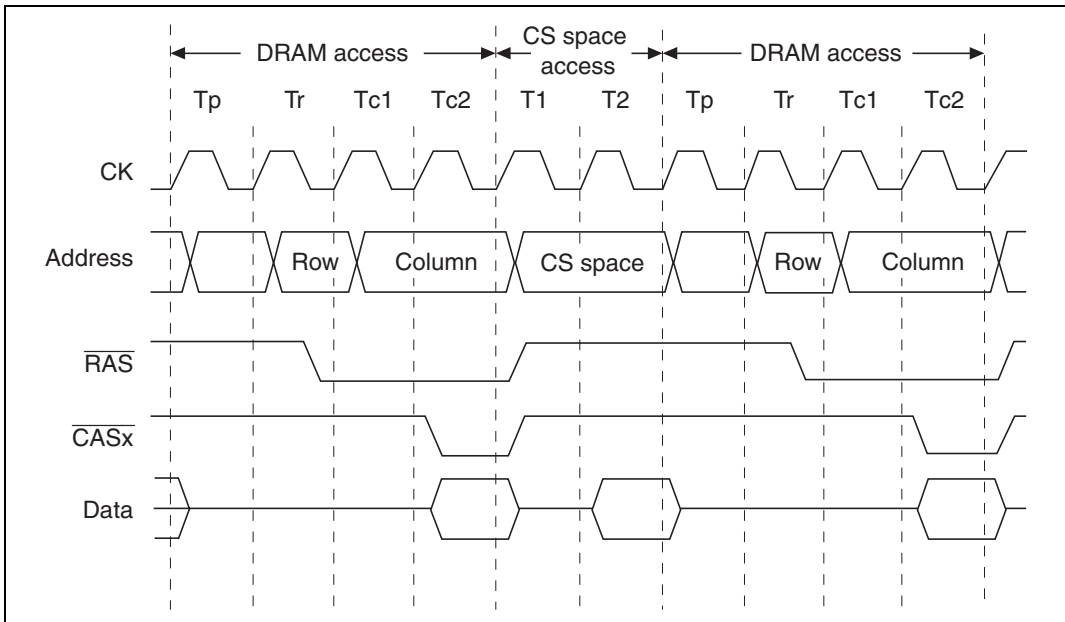 DRAM access CS space access DRAM access
Tp Tr Tc1 Tc2 T1 T2 Tp Tr Tc1 Tc2
CK
Address Row Column CS space Row Column
RAS
CASx
Data